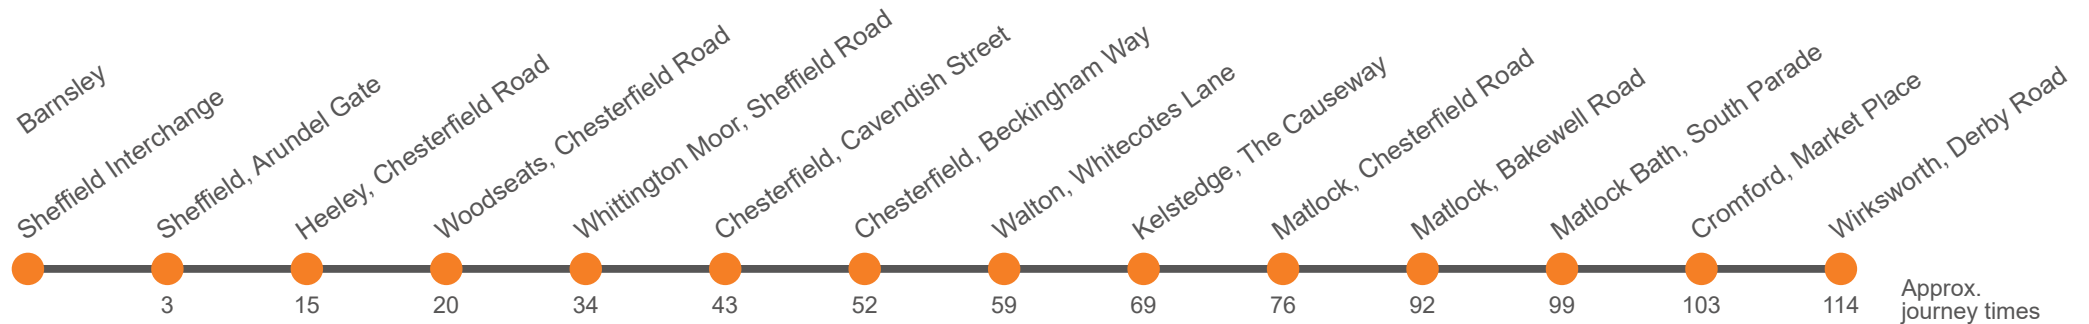 Barnsley
Sheffield Interchange
Sheffield, Arundel Gate
Heeley, Chesterfield Road
Woodseats, Chesterfield Road
Whittington Moor, Sheffield Road
Chesterfield, Cavendish Street
Chesterfield, Beckingham Way
Walton, Whitecotes Lane
Kelstedge, The Causeway
Matlock, Chesterfield Road
Matlock, Bakewell Road
Matlock Bath, South Parade
Cromford, Market Place
Wirksworth, Derby Road
3 15 20 34 43 52 59 69 76 92 99 103 114
Approx.
journey times